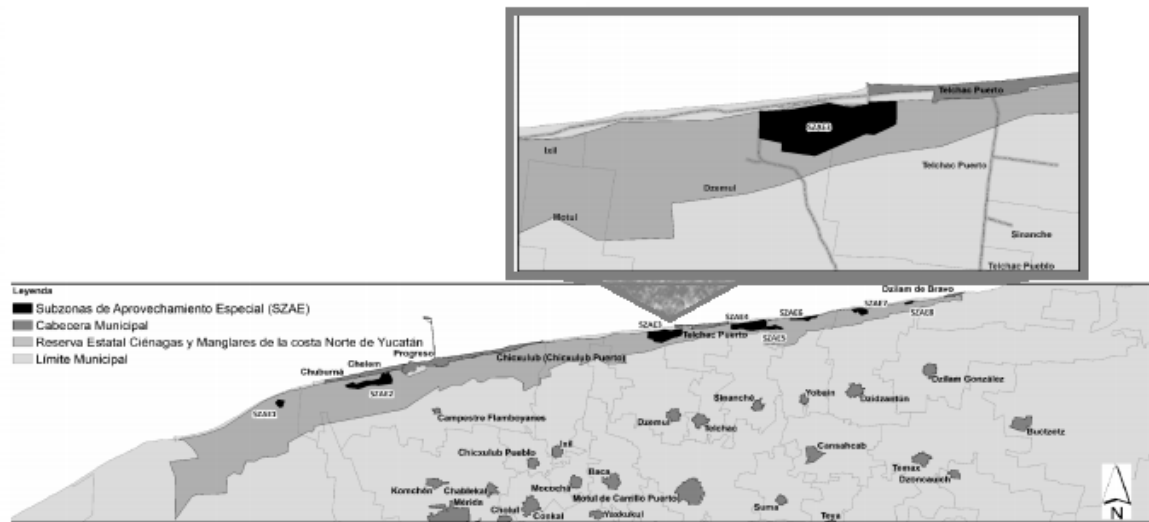 Telchac Puerto
SZAE3
Ixil
Telchac Puerto
Dzemul
Motul
Sinanche
Telchac Pueblo
Leyenda
Subzonas de Aprovechamiento Especial (SZAE)
Cabecera Municipal
Reserva Estatal Ciénagas y Manglares de la costa Norte de Yucatán
Límite Municipal
Dzilam de Bravo
SZAE7
SZAE8
SZAE6
SZAE4
SZAE3
Telchac Puerto
SZAE5
Progreso
Chicxulub (Chicxulub Puerto)
Chelem
Chuburná
SZAE2
SZAE1
Dzilam González
Yobain
Dzidzantún
Sinanché
Campestre Flamboyanes
Dzemul
Telchac
Buctzotz
Ixil
Cansahcab
Chicxulub Pueblo
Temax
Baca
Dzoncauich
Mocochá
Komchén
Chablekal
Motul de Carrillo Puerto
Mérida
Suma
Cholul
Conkal
Yaxkukul
Teya
N